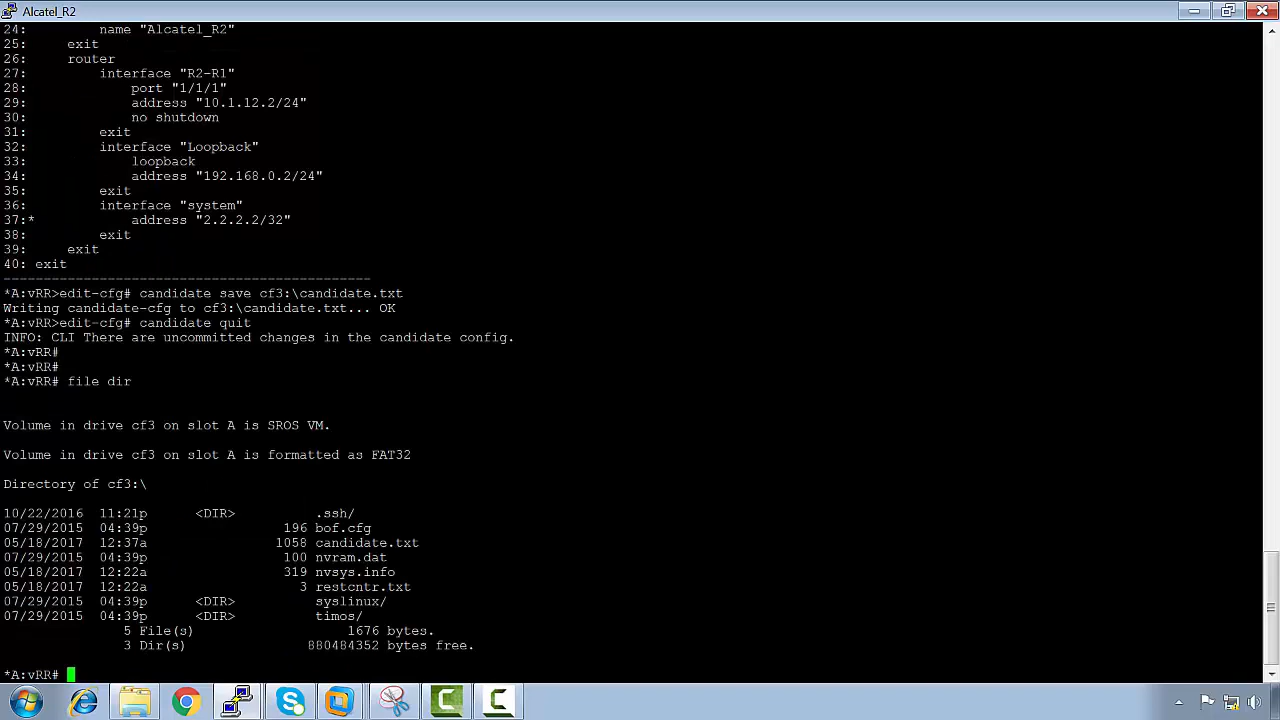 Alcatel_R2
24:         name "Alcatel_R2"
25:     exit
26:     router
27:         interface "R2-R1"
28:             port "1/1/1"
29:             address "10.1.12.2/24"
30:             no shutdown
31:         exit
32:         interface "Loopback"
33:             loopback
34:             address "192.168.0.2/24"
35:         exit
36:         interface "system"
37:*            address "2.2.2.2/32"
38:         exit
39:     exit
40: exit
----------------------------------------------
*A:vRR>edit-cfg# candidate save cf3:\candidate.txt
Writing candidate-cfg to cf3:\candidate.txt... OK
*A:vRR>edit-cfg# candidate quit
INFO: CLI There are uncommitted changes in the candidate config.
*A:vRR#
*A:vRR#
*A:vRR# file dir
Volume in drive cf3 on slot A is SROS VM.
Volume in drive cf3 on slot A is formatted as FAT32
Directory of cf3:\
10/22/2016  11:21p      <DIR>          .ssh/
07/29/2015  04:39p                 196 bof.cfg
05/18/2017  12:37a                1058 candidate.txt
07/29/2015  04:39p                 100 nvram.dat
05/18/2017  12:22a                 319 nvsys.info
05/18/2017  12:22a                   3 restcntr.txt
07/29/2015  04:39p      <DIR>          syslinux/
07/29/2015  04:39p      <DIR>          timos/
               5 File(s)                   1676 bytes.
               3 Dir(s)               880484352 bytes free.
*A:vRR#